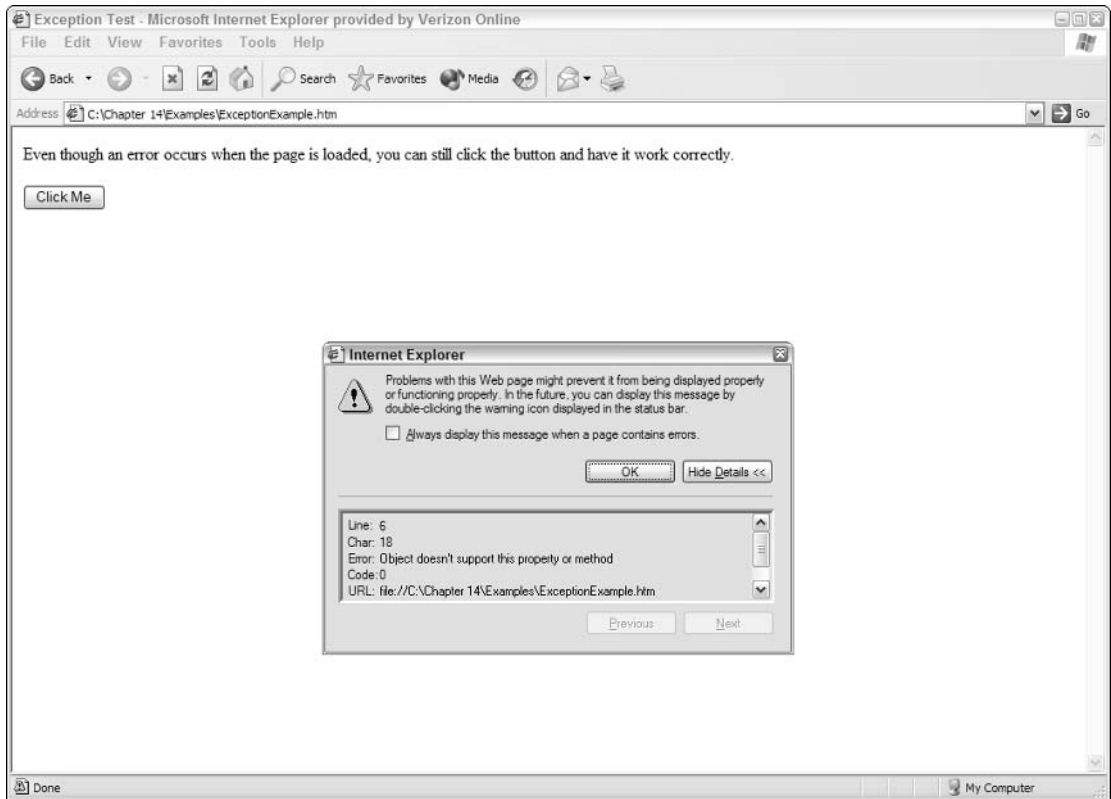 Exception Test - Microsoft Internet Explorer provided by Verizon Online
File Edit View Favorites Tools Help
Back Search Favorites Media
Address C:\Chapter 14\Examples\ExceptionExample.htm Go
Even though an error occurs when the page is loaded, you can still click the button and have it work correctly.
Click Me
Internet Explorer
Problems with this Web page might prevent it from being displayed properly
or functioning properly. In the future, you can display this message by
double-clicking the warning icon displayed in the status bar.
Always display this message when a page contains errors.
OK Hide Details <<
Line: 6
Char: 18
Error: Object doesn't support this property or method
Code:0
URL: file://C:\Chapter 14\Examples\ExceptionExample.htm
Previous Next
Done My Computer